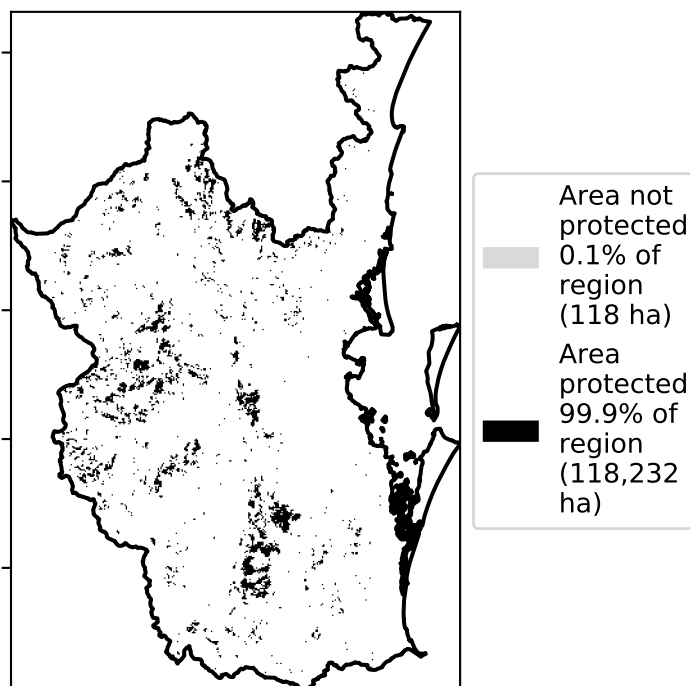 Area not
protected
0.1% of
region
(118 ha)
Area
protected
99.9% of
region
(118,232
ha)